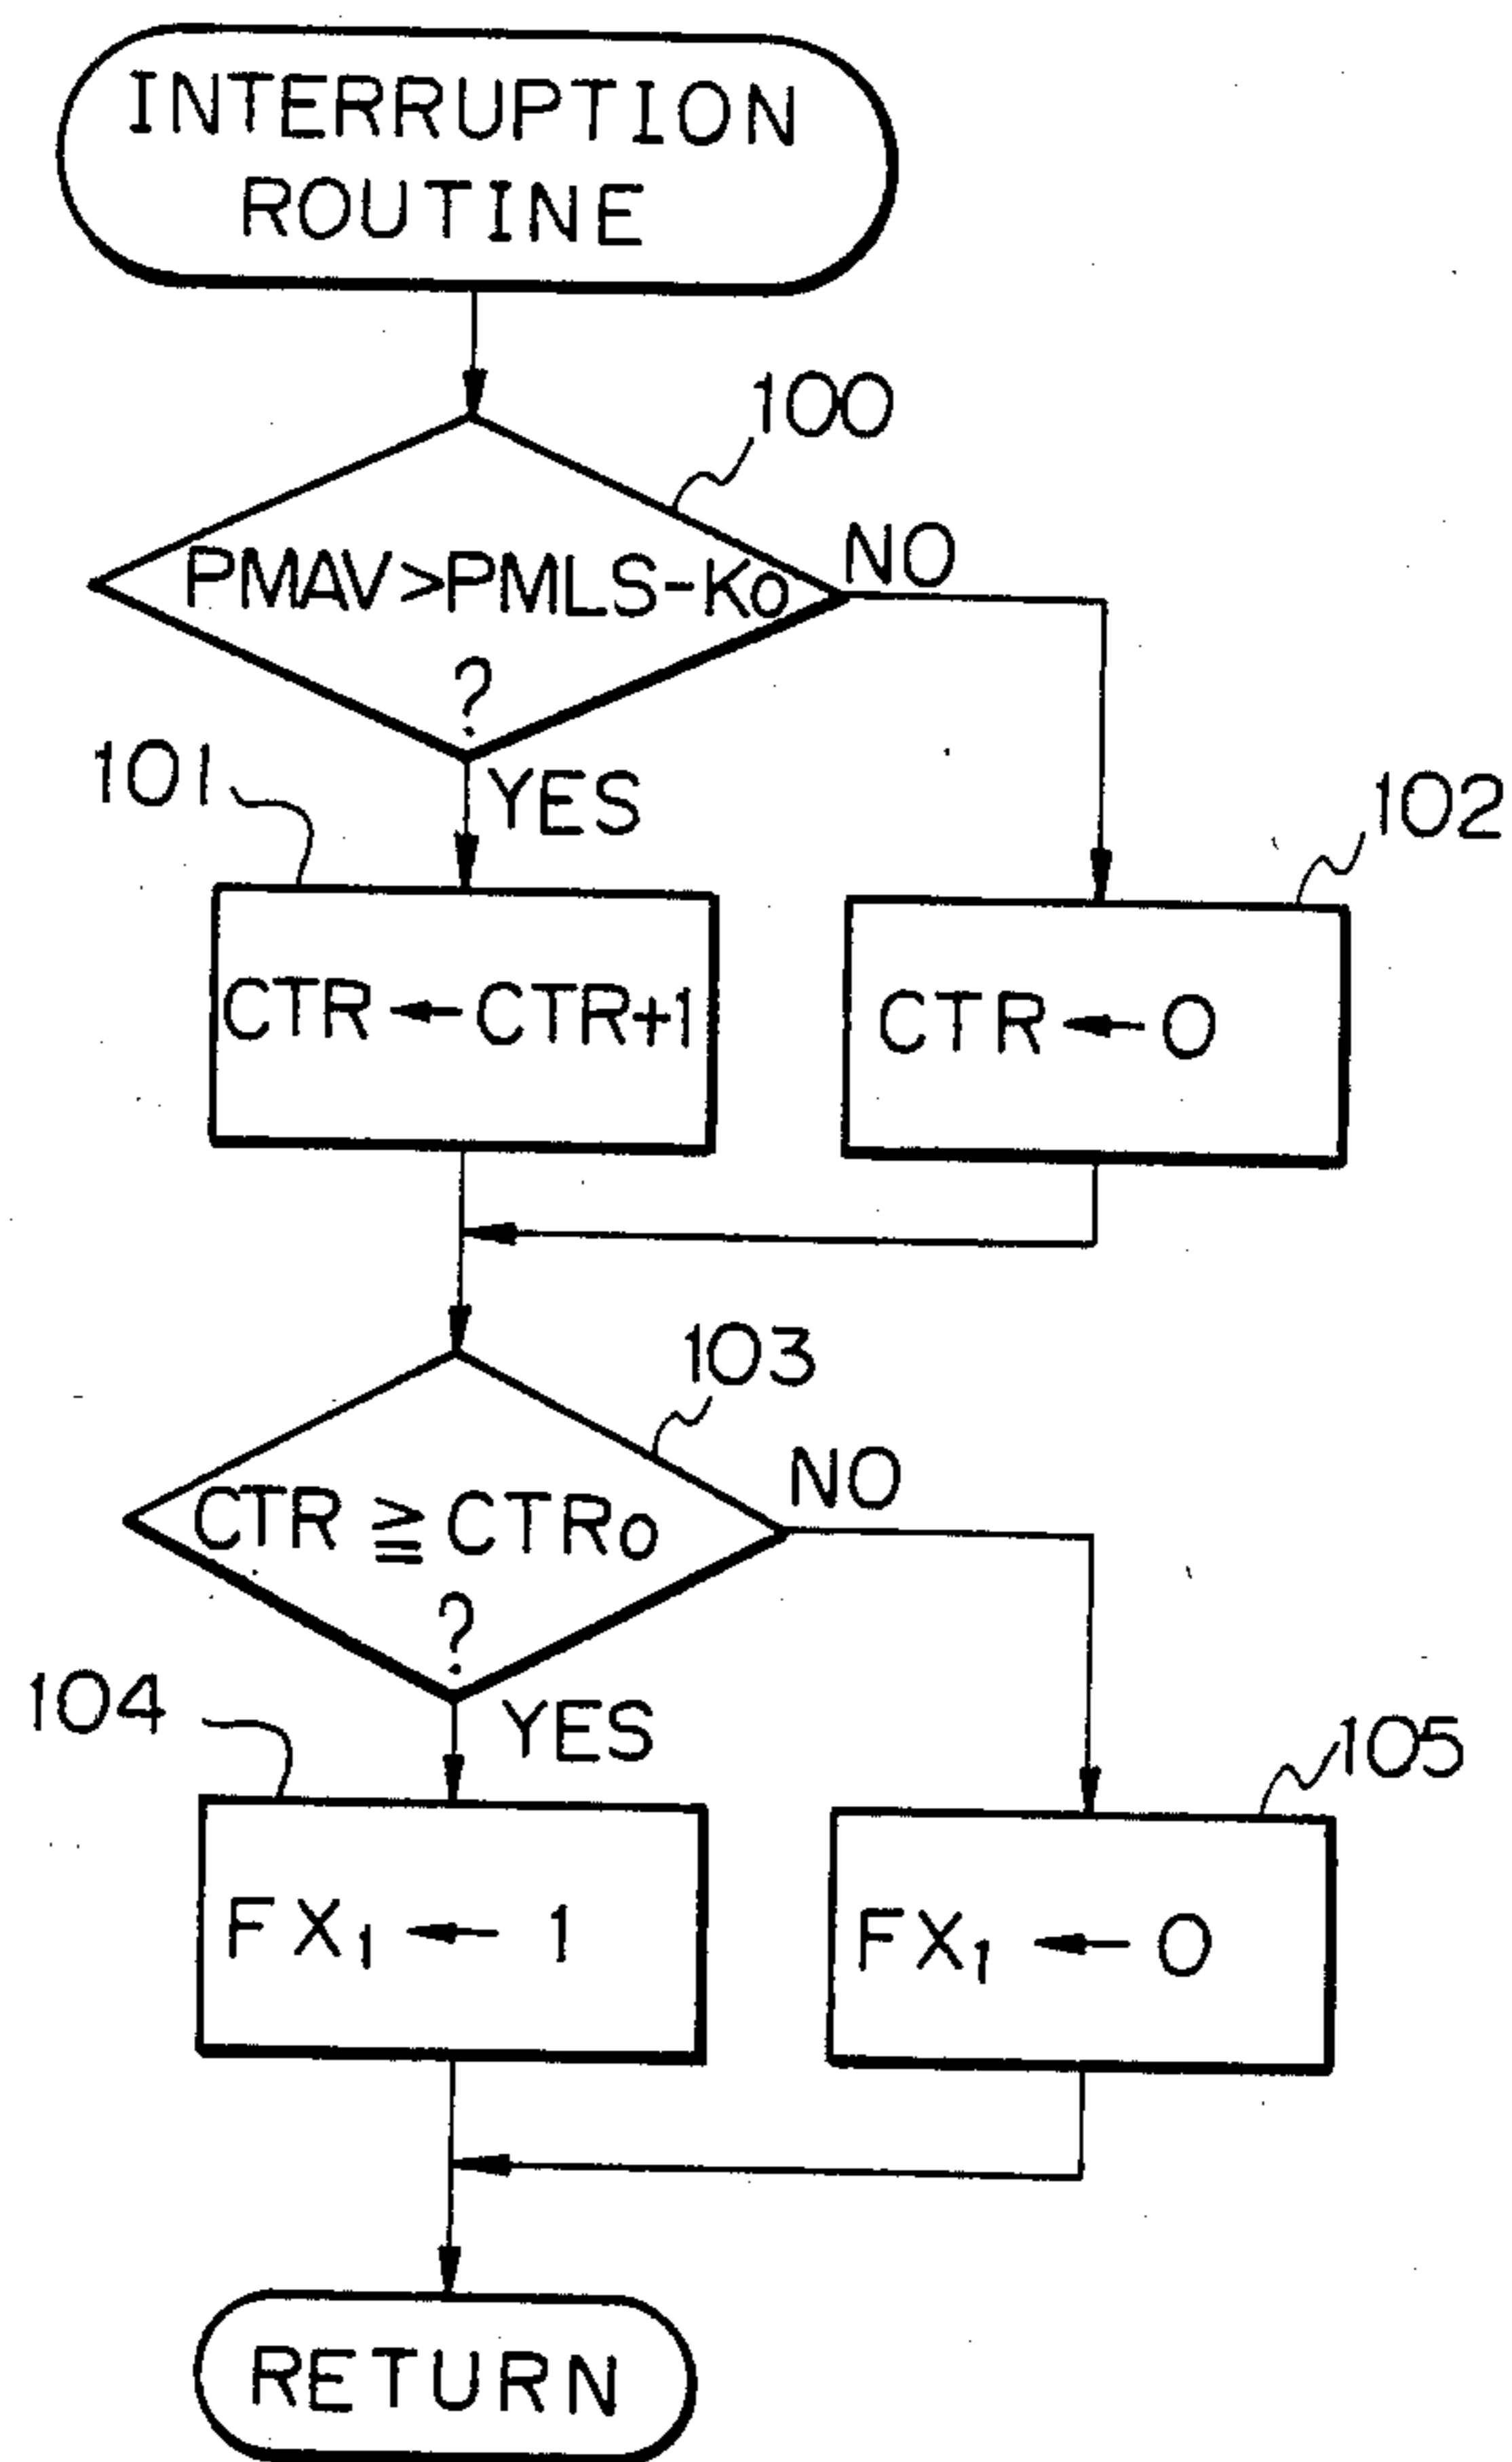 INTERRUPTION
ROUTINE
100
PMAV>PMLS-K₀
?
NO
YES
101
102
CTR←CTR+1
CTR←0
103
CTR≧CTR₀
?
NO
YES
104
105
FX₁←1
FX₁←0
RETURN